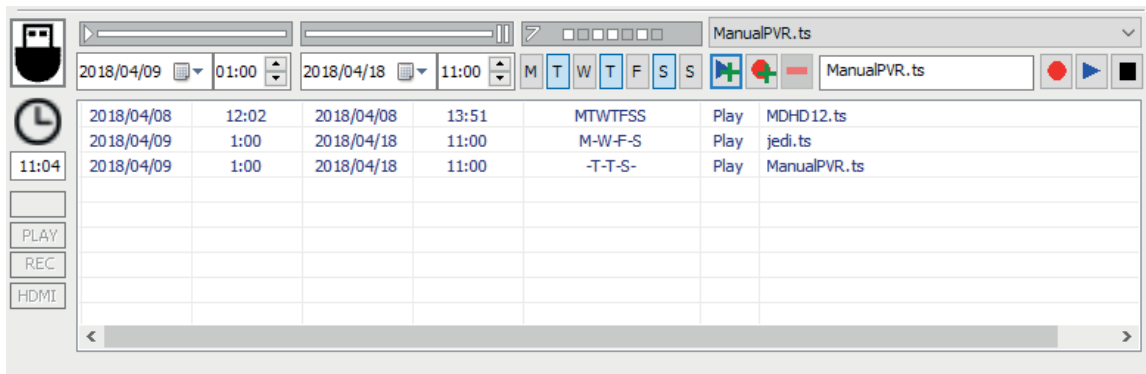 ManualPVR.ts
7
2018/04/09 01:00 2018/04/18 11:00 M T W T F S S ManualPVR.ts
2018/04/08 12:02 2018/04/08 13:51 MTWTFSS Play MDHD12.ts
2018/04/09 1:00 2018/04/18 11:00 M-W-F-S Play jedi.ts
11:04 2018/04/09 1:00 2018/04/18 11:00 -T-T-S- Play ManualPVR.ts
PLAY
REC
HDMI